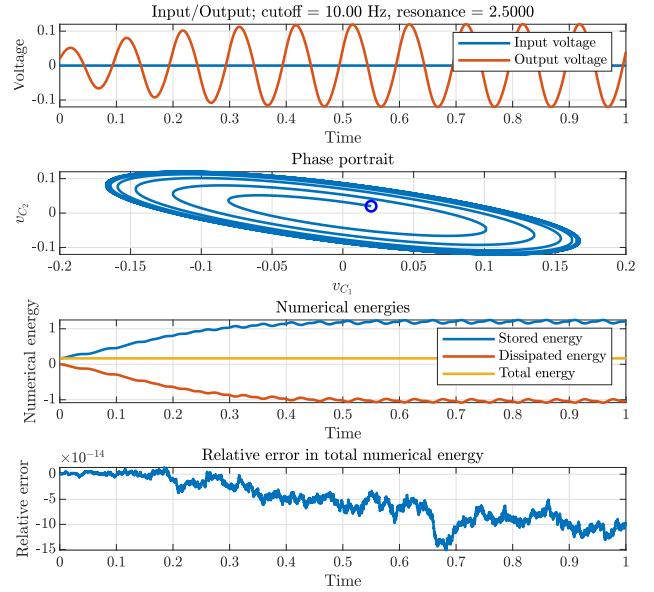 Input/Output; cutoff = 10.00 Hz, resonance = 2.5000
Voltage
0.1
0
-0.1
Input voltage
Output voltage
0 0.1 0.2 0.3 0.4 0.5 0.6 0.7 0.8 0.9 1
Time
Phase portrait
v_{C_2}
0.1
0
-0.1
-0.2 -0.15 -0.1 -0.05 0 0.05 0.1 0.15 0.2
v_{C_1}
Numerical energies
Numerical energy
1
0
-1
Stored energy
Dissipated energy
Total energy
0 0.1 0.2 0.3 0.4 0.5 0.6 0.7 0.8 0.9 1
Time
×10^{-14}
Relative error in total numerical energy
Relative error
0
-5
-10
-15
0 0.1 0.2 0.3 0.4 0.5 0.6 0.7 0.8 0.9 1
Time